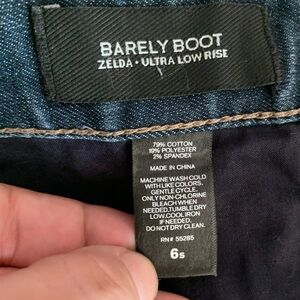 BARELY BOOT
ZELDA • ULTRA LOW RISE
79% COTTON
19% POLYESTER
2% SPANDEX
MADE IN CHINA
MACHINE WASH COLD
WITH LIKE COLORS.
GENTLE CYCLE.
ONLY NON-CHLORINE
BLEACH WHEN
NEEDED.TUMBLE DRY
LOW.COOL IRON
IF NEEDED.
DO NOT DRY CLEAN.
RN# 55285
6s